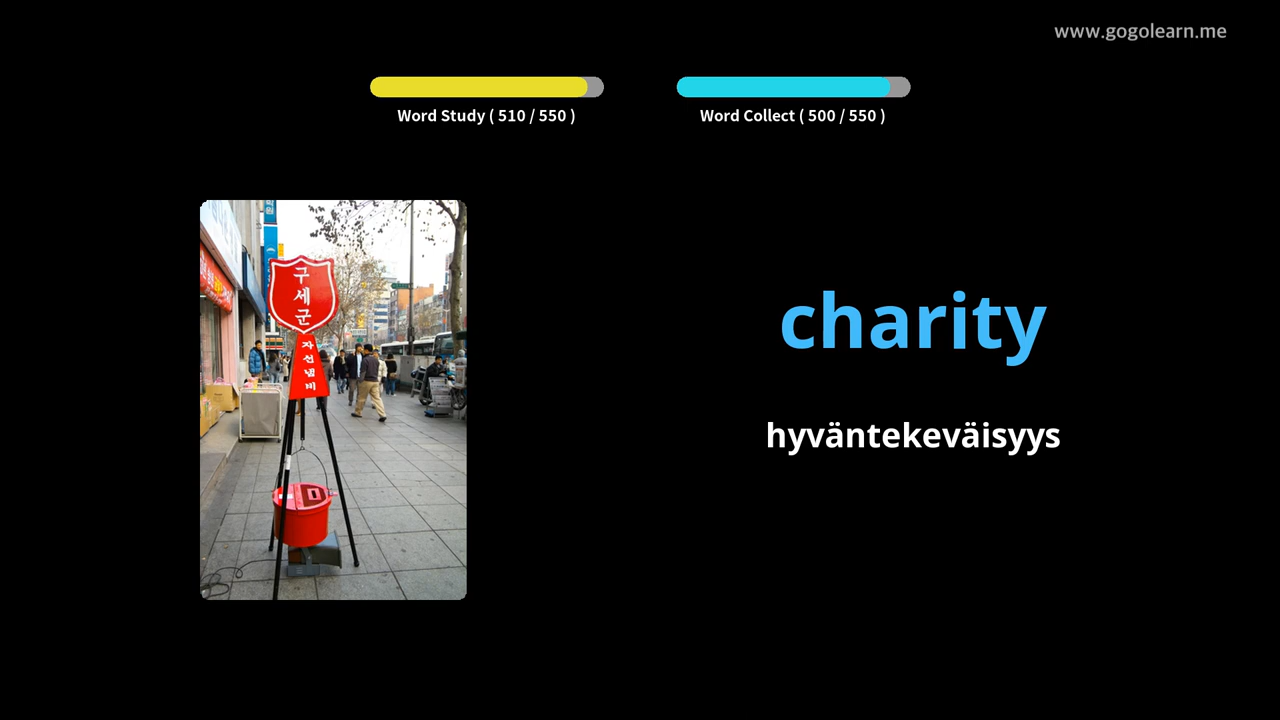 www.gogolearn.me
Word Study ( 510 / 550 )
Word Collect ( 500 / 550 )
구
세
군
자
선
냄
비
charity
hyväntekeväisyys